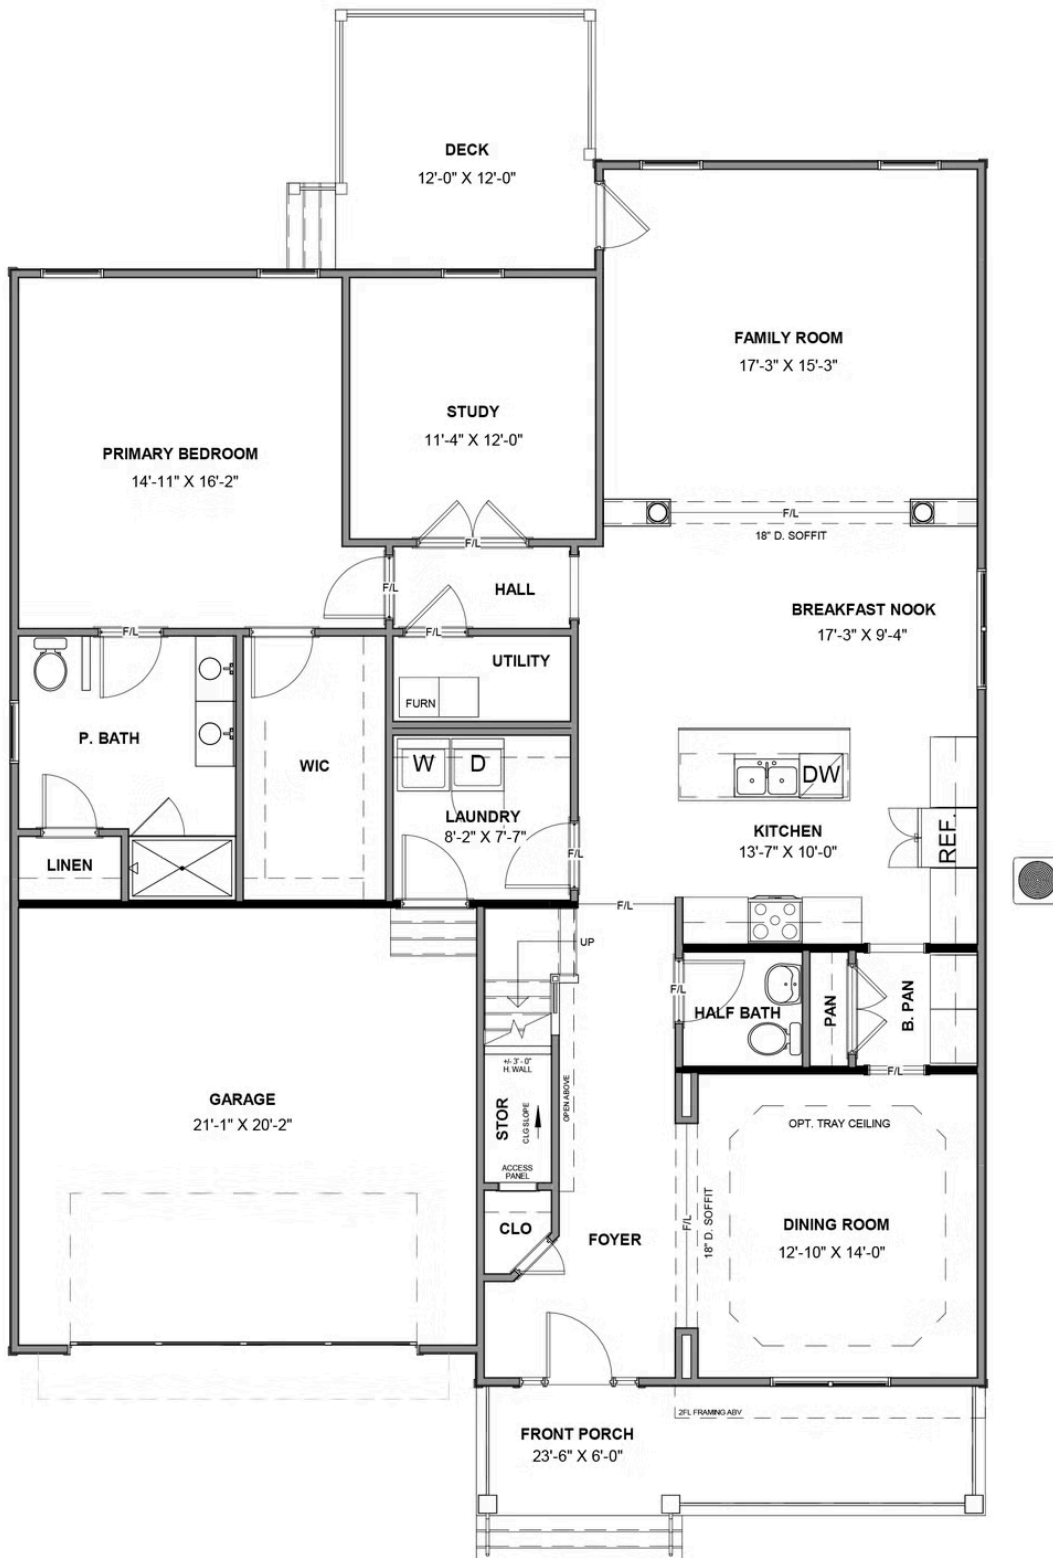 DECK
12'-0" X 12'-0"
FAMILY ROOM
17'-3" X 15'-3"
STUDY
11'-4" X 12'-0"
PRIMARY BEDROOM
14'-11" X 16'-2"
F/L
18" D. SOFFIT
F/L
F/L
HALL
BREAKFAST NOOK
17'-3" X 9'-4"
F/L
F/L
UTILITY
FURN
P. BATH
WIC
W
D
DW
LAUNDRY
8'-2" X 7'-7"
KITCHEN
13'-7" X 10'-0"
REF.
F/L
LINEN
F/L
UP
F/L
HALF BATH
PAN
B. PAN
F/L
+/- 3' - 0"
H. WALL
STOR
CLG SLOPE
OPEN ABOVE
ACCESS
PANEL
GARAGE
21'-1" X 20'-2"
OPT. TRAY CEILING
CLO
FOYER
F/L
18" D. SOFFIT
DINING ROOM
12'-10" X 14'-0"
2FL FRAMING ABV
FRONT PORCH
23'-6" X 6'-0"